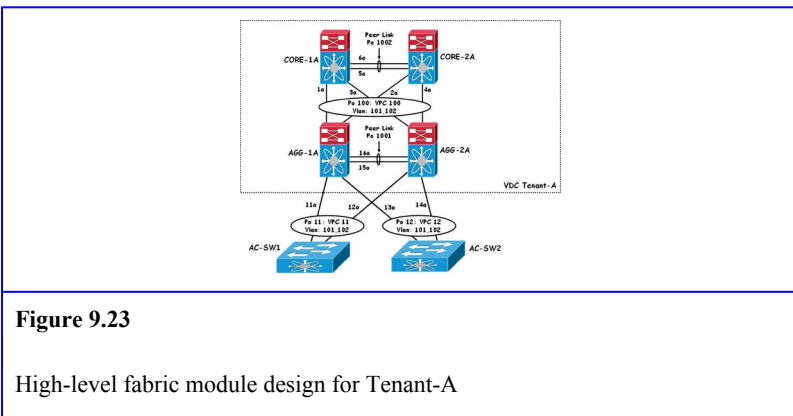 Peer Link
Po 1002
CORE-1A
CORE-2A
6a
5a
1a
3a
2a
4a
Po 100: VPC 100
Vlan: 101,102
Peer Link
Po 1001
AGG-1A
AGG-2A
16a
15a
VDC Tenant-A
11a
12a
13a
14a
Po 11: VPC 11
Vlan: 101,102
Po 12: VPC 12
Vlan: 101,102
AC-SW1
AC-SW2
Figure 9.23
High-level fabric module design for Tenant-A